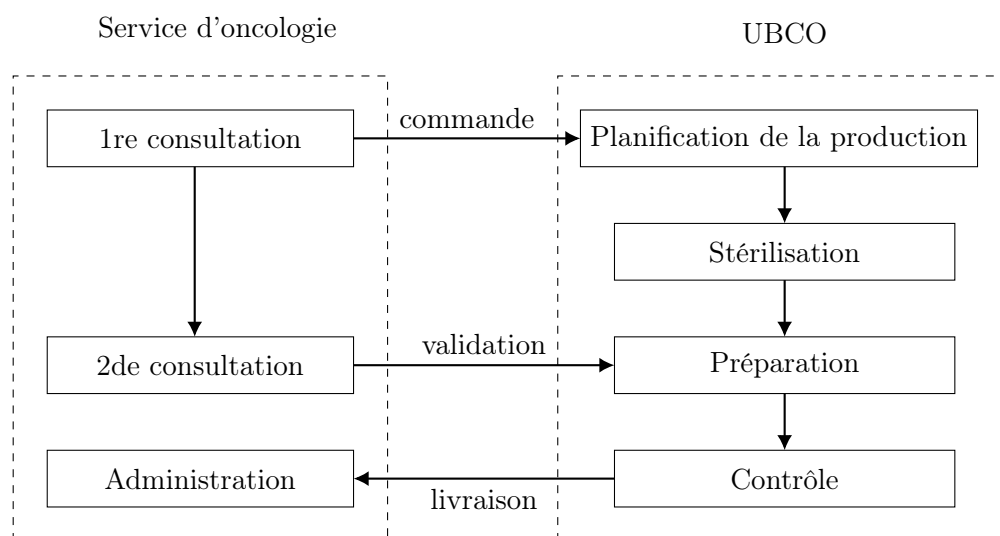 Service d'oncologie
UBCO
1re consultation
commande
Planification de la production
Stérilisation
2de consultation
validation
Préparation
Administration
livraison
Contrôle